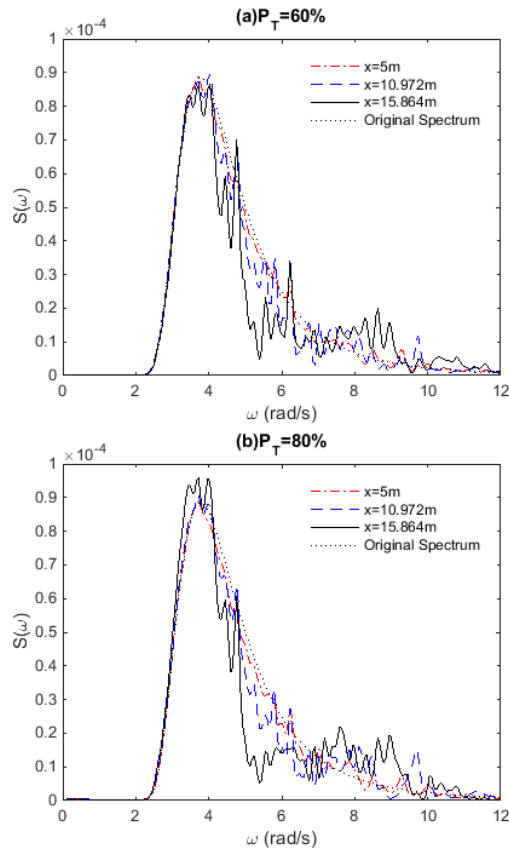 (a)P_T=60%
×10^-4
1
0.9
0.8
0.7
0.6
0.5
0.4
0.3
0.2
0.1
0
S(ω)
x=5m
x=10.972m
x=15.864m
Original Spectrum
0 2 4 6 8 10 12
ω (rad/s)
(b)P_T=80%
×10^-4
1
0.9
0.8
0.7
0.6
0.5
0.4
0.3
0.2
0.1
0
S(ω)
x=5m
x=10.972m
x=15.864m
Original Spectrum
0 2 4 6 8 10 12
ω (rad/s)